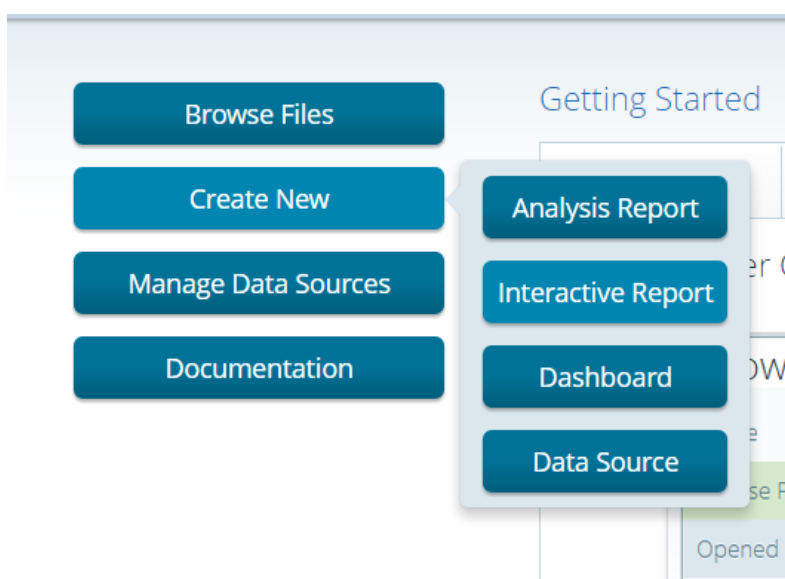 Browse Files
Create New
Manage Data Sources
Documentation
Getting Started
Analysis Report
Interactive Report
Dashboard
Data Source
Opened